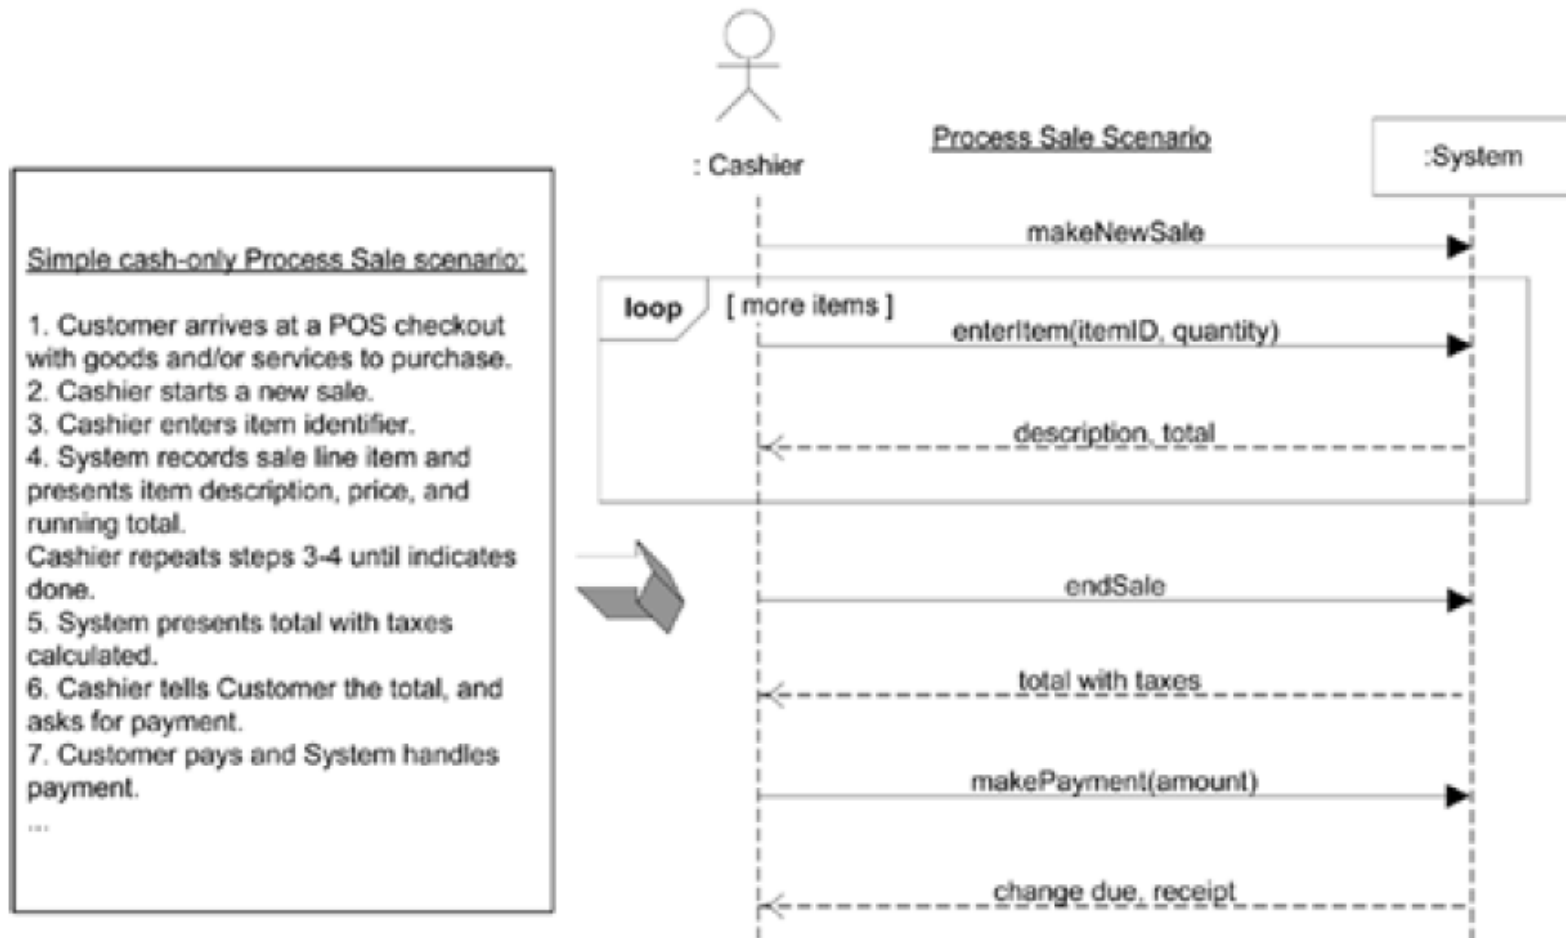 Simple cash-only Process Sale scenario:
1. Customer arrives at a POS checkout
with goods and/or services to purchase.
2. Cashier starts a new sale.
3. Cashier enters item identifier.
4. System records sale line item and
presents item description, price, and
running total.
Cashier repeats steps 3-4 until indicates
done.
5. System presents total with taxes
calculated.
6. Cashier tells Customer the total, and
asks for payment.
7. Customer pays and System handles
payment.
...
: Cashier
Process Sale Scenario
:System
makeNewSale
loop
[ more items ]
enterItem(itemID, quantity)
description, total
endSale
total with taxes
makePayment(amount)
change due, receipt